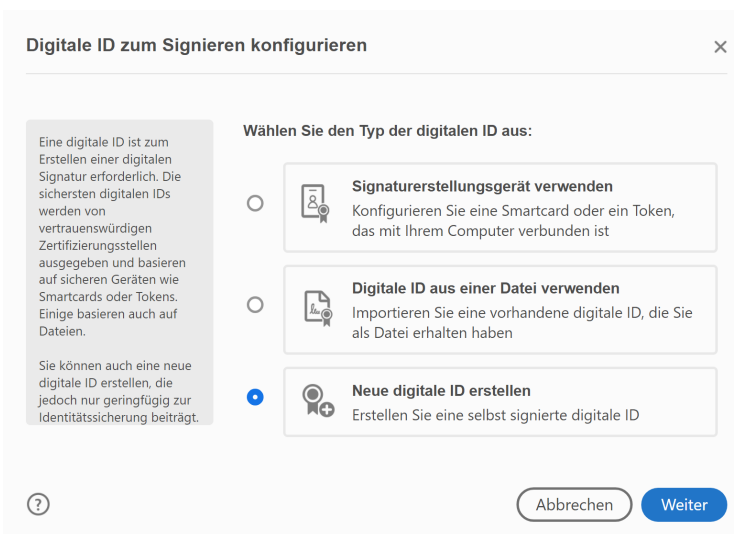 Digitale ID zum Signieren konfigurieren
Eine digitale ID ist zum
Erstellen einer digitalen
Signatur erforderlich. Die
sichersten digitalen IDs
werden von
vertrauenswürdigen
Zertifizierungsstellen
ausgegeben und basieren
auf sicheren Geräten wie
Smartcards oder Tokens.
Einige basieren auch auf
Dateien.
Sie können auch eine neue
digitale ID erstellen, die
jedoch nur geringfügig zur
Identitätssicherung beiträgt.
Wählen Sie den Typ der digitalen ID aus:
Signaturerstellungsgerät verwenden
Konfigurieren Sie eine Smartcard oder ein Token,
das mit Ihrem Computer verbunden ist
Digitale ID aus einer Datei verwenden
Importieren Sie eine vorhandene digitale ID, die Sie
als Datei erhalten haben
Neue digitale ID erstellen
Erstellen Sie eine selbst signierte digitale ID
?
Abbrechen
Weiter